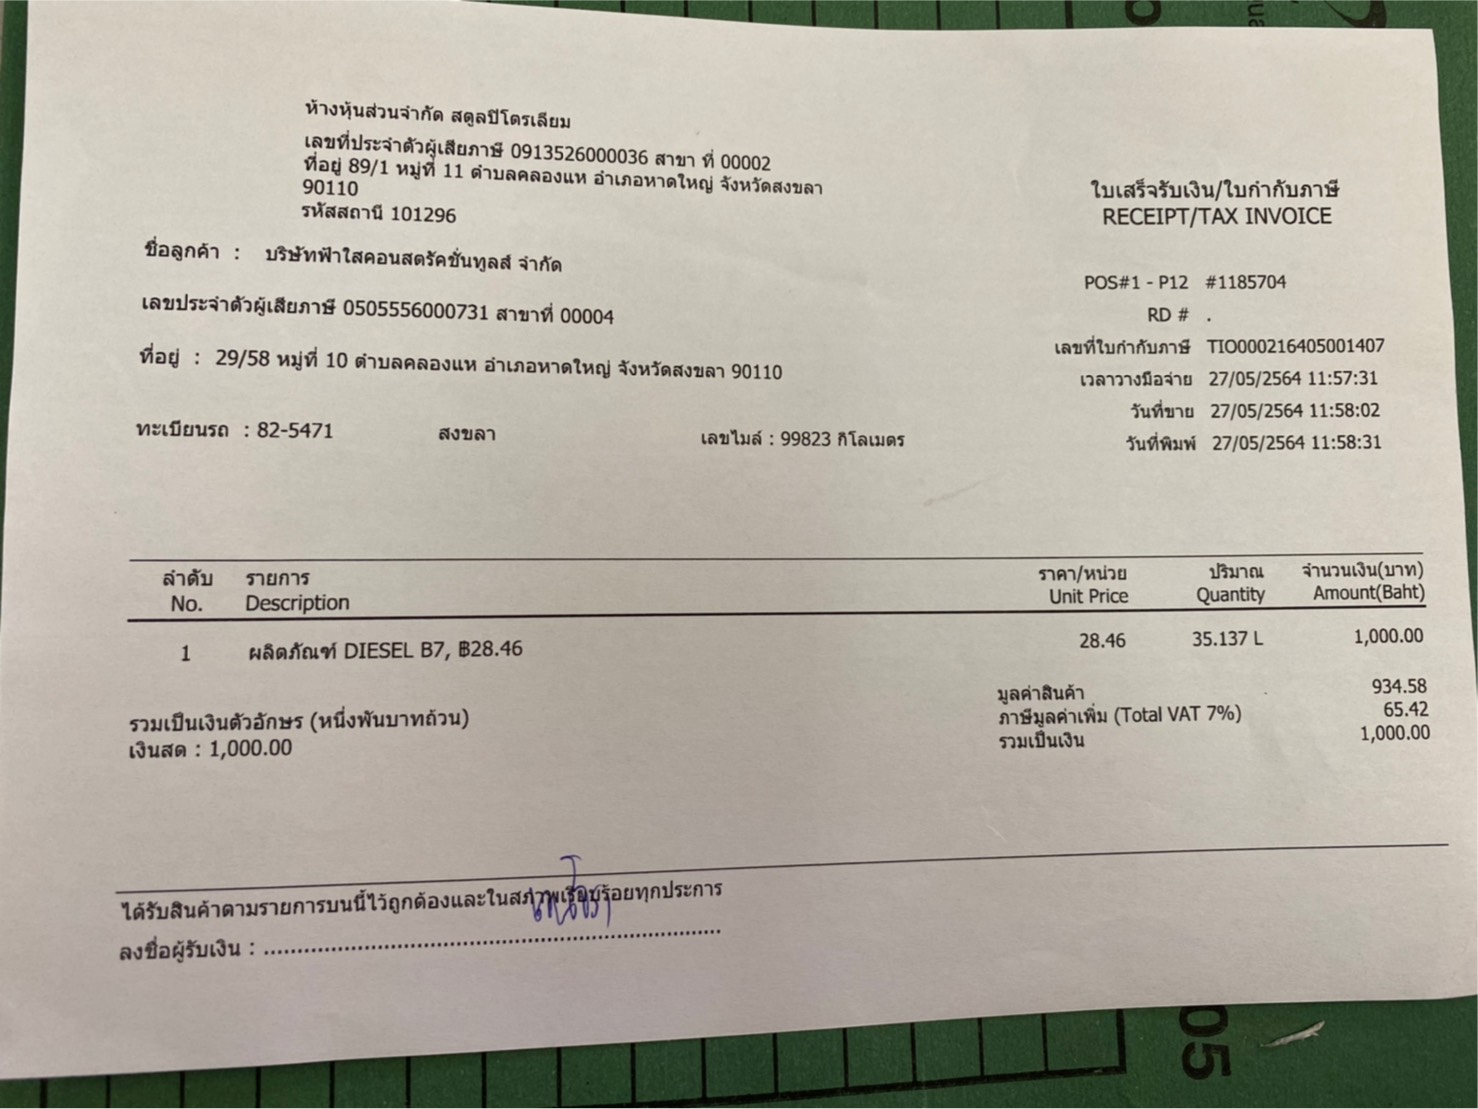 ห้างหุ้นส่วนจำกัด สตูลปิโตรเลียม
เลขที่ประจำตัวผู้เสียภาษี 0913526000036 สาขา ที่ 00002
ที่อยู่ 89/1 หมู่ที่ 11 ตำบลคลองแห อำเภอหาดใหญ่ จังหวัดสงขลา
90110
รหัสสถานี 101296
ใบเสร็จรับเงิน/ใบกำกับภาษี
RECEIPT/TAX INVOICE
ชื่อลูกค้า : บริษัทฟ้าใสคอนสตรัคชั่นทูลส์ จำกัด
เลขประจำตัวผู้เสียภาษี 0505556000731 สาขาที่ 00004
ที่อยู่ : 29/58 หมู่ที่ 10 ตำบลคลองแห อำเภอหาดใหญ่ จังหวัดสงขลา 90110
ทะเบียนรถ : 82-5471 สงขลา เลขไมล์ : 99823 กิโลเมตร
POS#1 - P12 #1185704
RD # .
เลขที่ใบกำกับภาษี TIO000216405001407
เวลาวางมือจ่าย 27/05/2564 11:57:31
วันที่ขาย 27/05/2564 11:58:02
วันที่พิมพ์ 27/05/2564 11:58:31
ลำดับ รายการ ราคา/หน่วย ปริมาณ จำนวนเงิน(บาท)
No. Description Unit Price Quantity Amount(Baht)
1 ผลิตภัณฑ์ DIESEL B7, ฿28.46 28.46 35.137 L 1,000.00
มูลค่าสินค้า 934.58
ภาษีมูลค่าเพิ่ม (Total VAT 7%) 65.42
รวมเป็นเงิน 1,000.00
รวมเป็นเงินตัวอักษร (หนึ่งพันบาทถ้วน)
เงินสด : 1,000.00
ได้รับสินค้าตามรายการบนนี้ไว้ถูกต้องและในสภาพเรียบร้อยทุกประการ
ลงชื่อผู้รับเงิน : ..............................................................
05